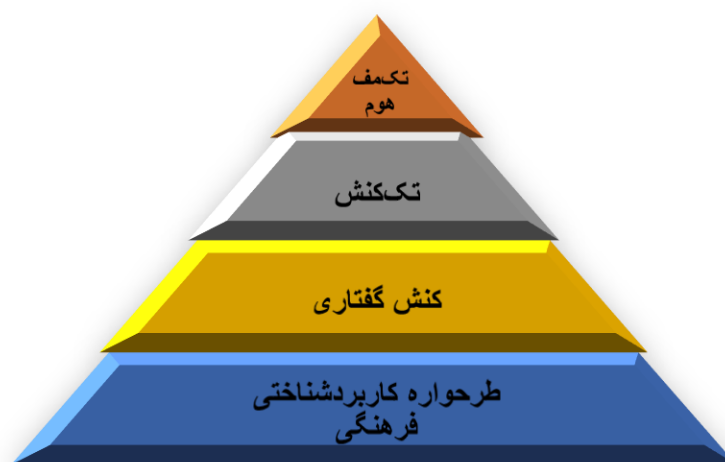 تک‌مف
هوم
تک‌کنش
کنش گفتاری
طرحواره کاربردشناختی
فرهنگی